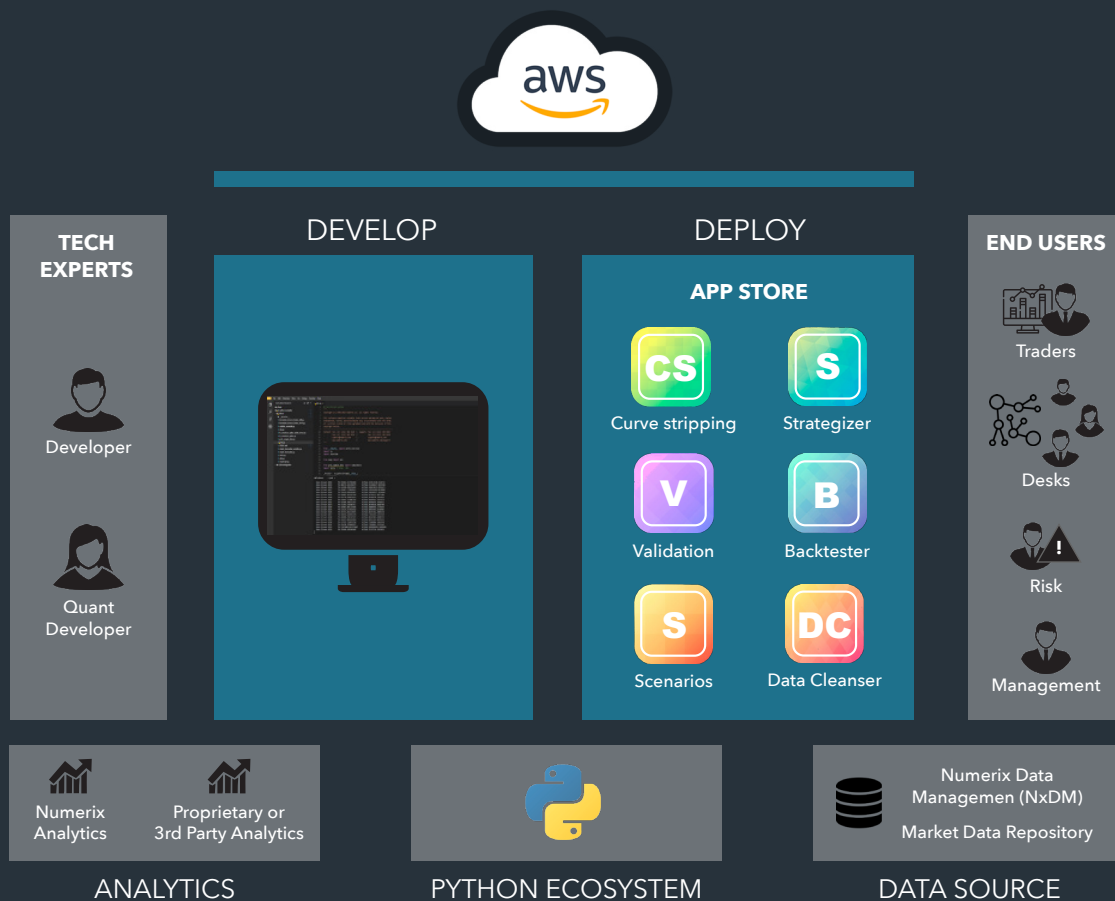 aws
TECH
EXPERTS
Developer
Quant
Developer
DEVELOP
DEPLOY
APP STORE
CS
S
Curve stripping
Strategizer
V
B
Validation
Backtester
S
DC
Scenarios
Data Cleanser
END USERS
Traders
Desks
!
Risk
Management
Numerix
Analytics
Proprietary or
3rd Party Analytics
Numerix Data
Managemen (NxDM)
Market Data Repository
ANALYTICS
PYTHON ECOSYSTEM
DATA SOURCE